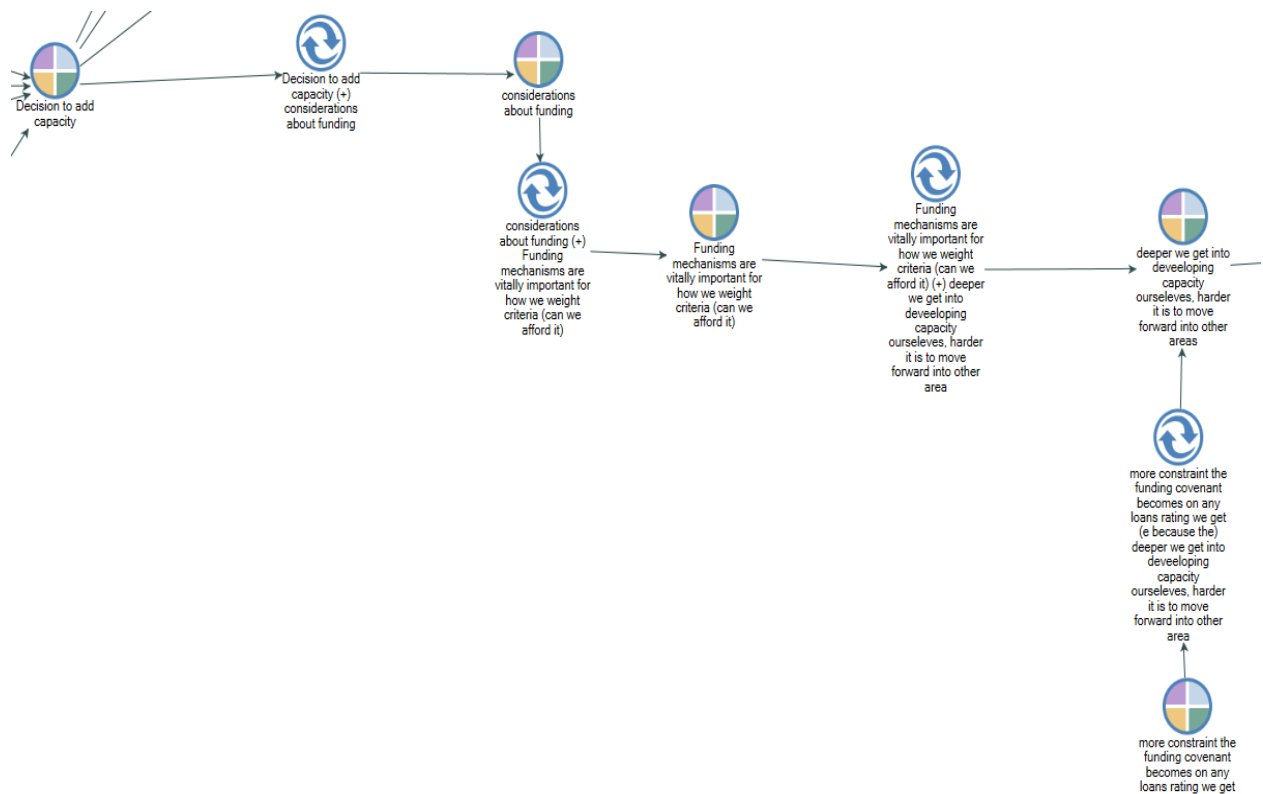 Decision to add
capacity
Decision to add
capacity (+)
considerations
about funding
considerations
about funding
considerations
about funding (+)
Funding
mechanisms are
vitally important for
how we weight
criteria (can we
afford it)
Funding
mechanisms are
vitally important for
how we weight
criteria (can we
afford it)
Funding
mechanisms are
vitally important for
how we weight
criteria (can we
afford it) (+) deeper
we get into
deveeloping
capacity
ourseleves, harder
it is to move
forward into other
area
deeper we get into
deveeloping
capacity
ourseleves, harder
it is to move
forward into other
areas
more constraint the
funding covenant
becomes on any
loans rating we get
(e because the)
deeper we get into
deveeloping
capacity
ourseleves, harder
it is to move
forward into other
area
more constraint the
funding covenant
becomes on any
loans rating we get